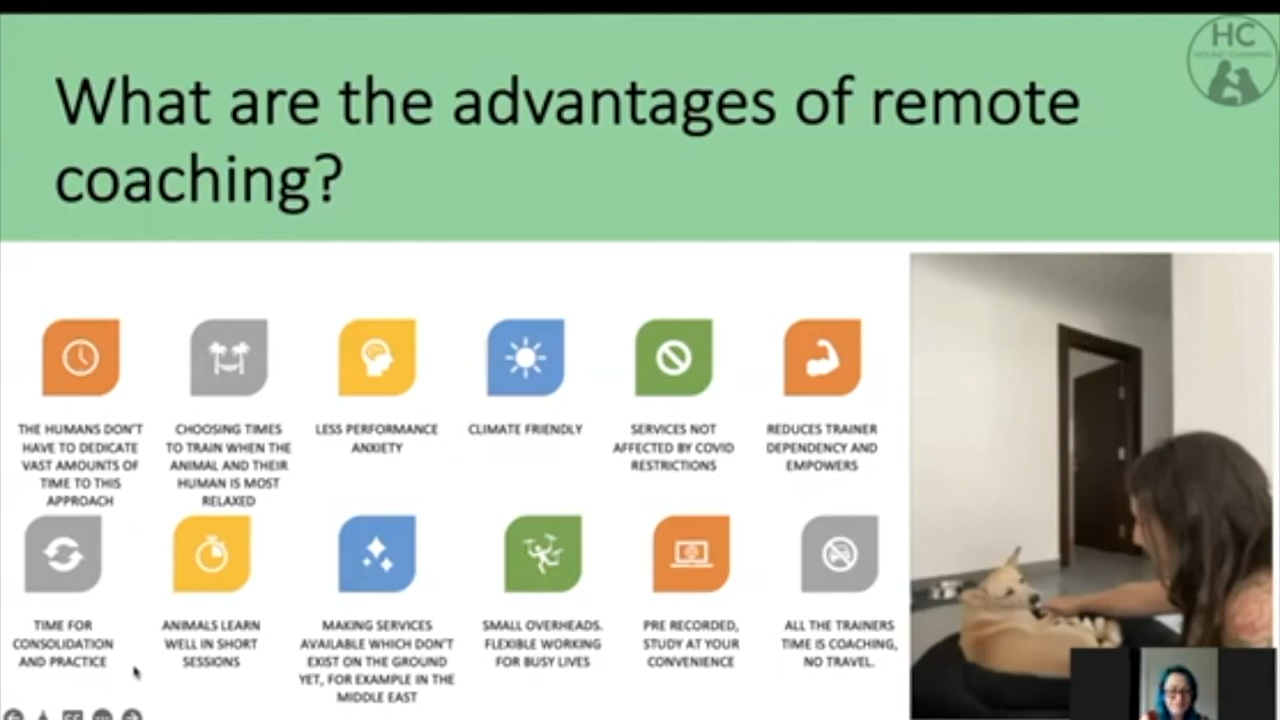 HC
What are the advantages of remote
coaching?
THE HUMANS DON'T
HAVE TO DEDICATE
VAST AMOUNTS OF
TIME TO THIS
APPROACH
CHOOSING TIMES
TO TRAIN WHEN THE
ANIMAL AND THEIR
HUMAN IS MOST
RELAXED
LESS PERFORMANCE
ANXIETY
CLIMATE FRIENDLY
SERVICES NOT
AFFECTED BY COVID
RESTRICTIONS
REDUCES TRAINER
DEPENDENCY AND
EMPOWERS
TIME FOR
CONSOLIDATION
AND PRACTICE
ANIMALS LEARN
WELL IN SHORT
SESSIONS
MAKING SERVICES
AVAILABLE WHICH DON'T
EXIST ON THE GROUND
YET, FOR EXAMPLE IN THE
MIDDLE EAST
SMALL OVERHEADS.
FLEXIBLE WORKING
FOR BUSY LIVES
PRE RECORDED,
STUDY AT YOUR
CONVENIENCE
ALL THE TRAINERS
TIME IS COACHING,
NO TRAVEL.